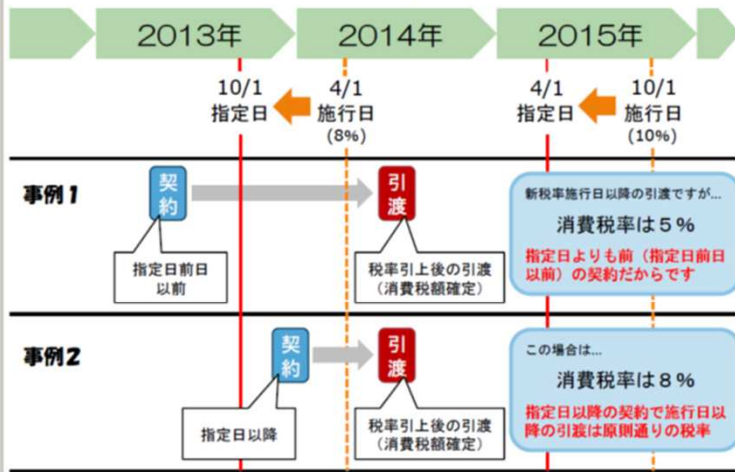 2013年
2014年
2015年
10/1
指定日
4/1
施行日
(8%)
4/1
指定日
10/1
施行日
(10%)
事例1
契約
引渡
指定日前日
以前
税率引上後の引渡
（消費税額確定）
新税率施行日以降の引渡ですが...
消費税率は５％
指定日よりも前（指定日前日
以前）の契約だからです
事例2
契約
引渡
指定日以降
税率引上後の引渡
（消費税額確定）
この場合は...
消費税率は８％
指定日以降の契約で施行日以
降の引渡は原則通りの税率